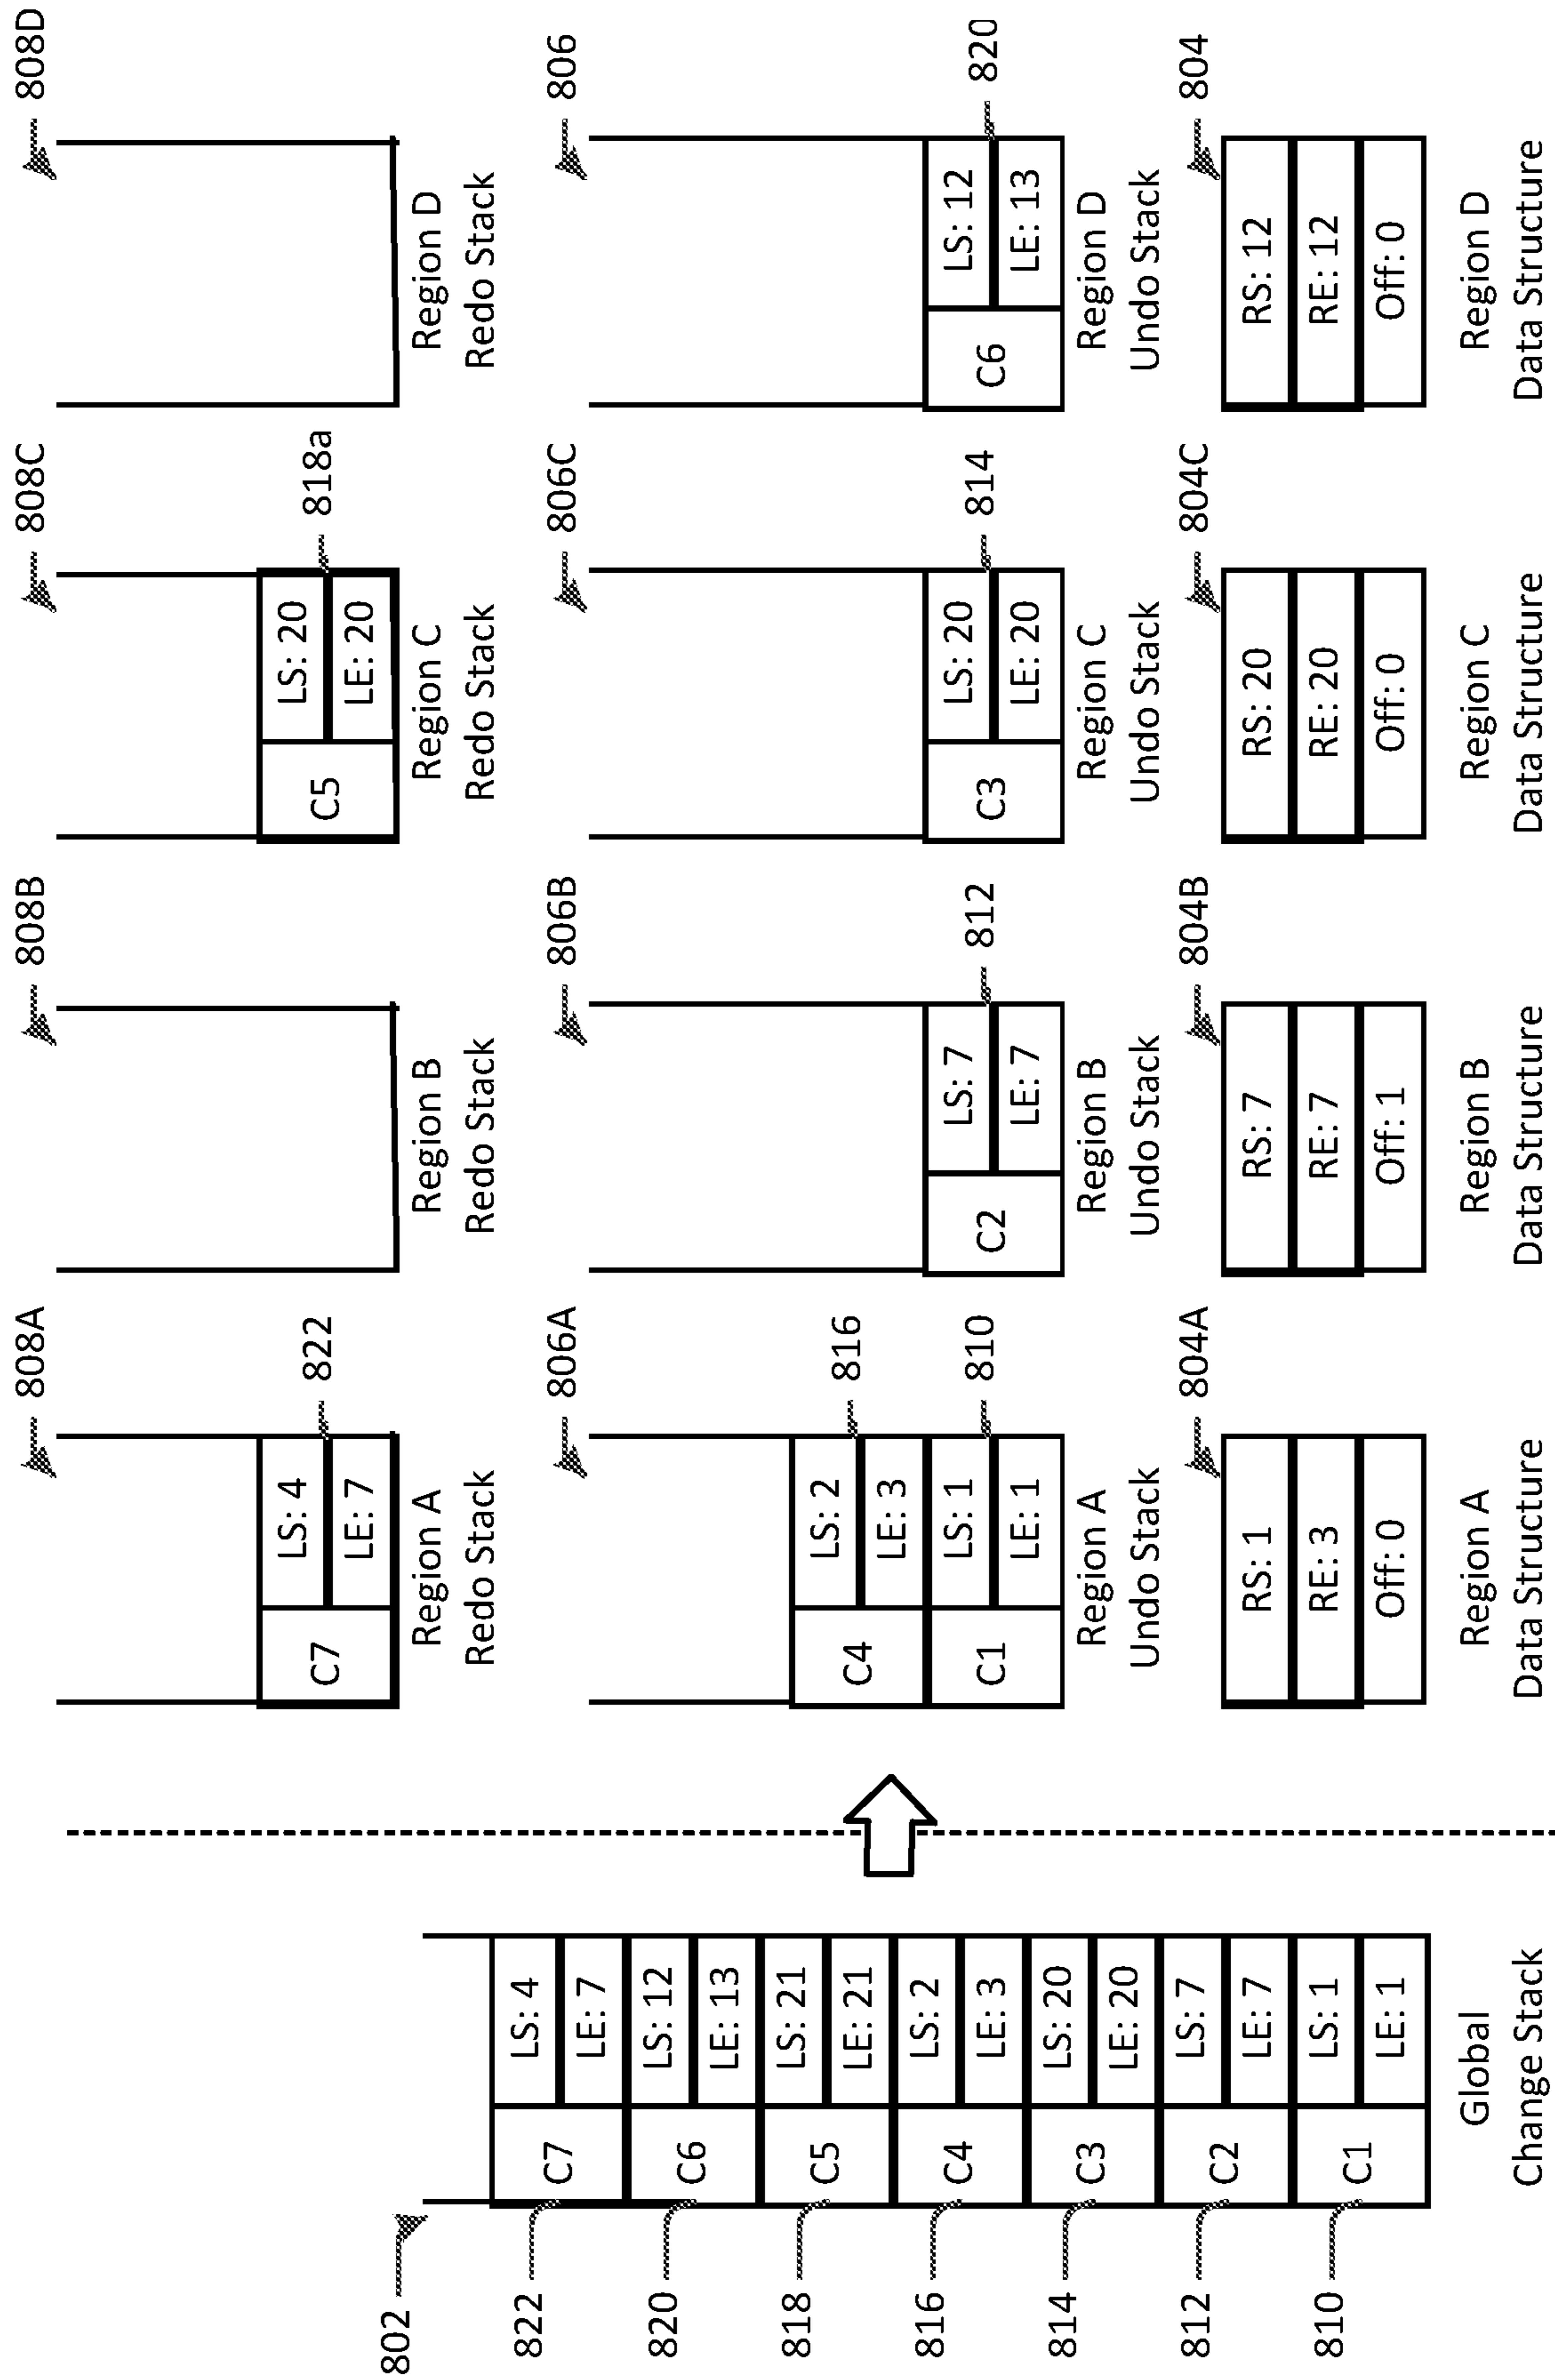 802
822
820
818
816
814
812
810
C7
LS: 4
LE: 7
C6
LS: 12
LE: 13
C5
LS: 21
LE: 21
C4
LS: 2
LE: 3
C3
LS: 20
LE: 20
C2
LS: 7
LE: 7
C1
LS: 1
LE: 1
Global
Change Stack
808A
822
C7
LS: 4
LE: 7
Region A
Redo Stack
808B
Region B
Redo Stack
808C
818a
C5
LS: 20
LE: 20
Region C
Redo Stack
808D
Region D
Redo Stack
806A
816
810
C4
LS: 2
LE: 3
C1
LS: 1
LE: 1
Region A
Undo Stack
806B
812
C2
LS: 7
LE: 7
Region B
Undo Stack
806C
814
C3
LS: 20
LE: 20
Region C
Undo Stack
806
820
C6
LS: 12
LE: 13
Region D
Undo Stack
804A
RS: 1
RE: 3
Off: 0
Region A
Data Structure
804B
RS: 7
RE: 7
Off: 1
Region B
Data Structure
804C
RS: 20
RE: 20
Off: 0
Region C
Data Structure
804
RS: 12
RE: 12
Off: 0
Region D
Data Structure